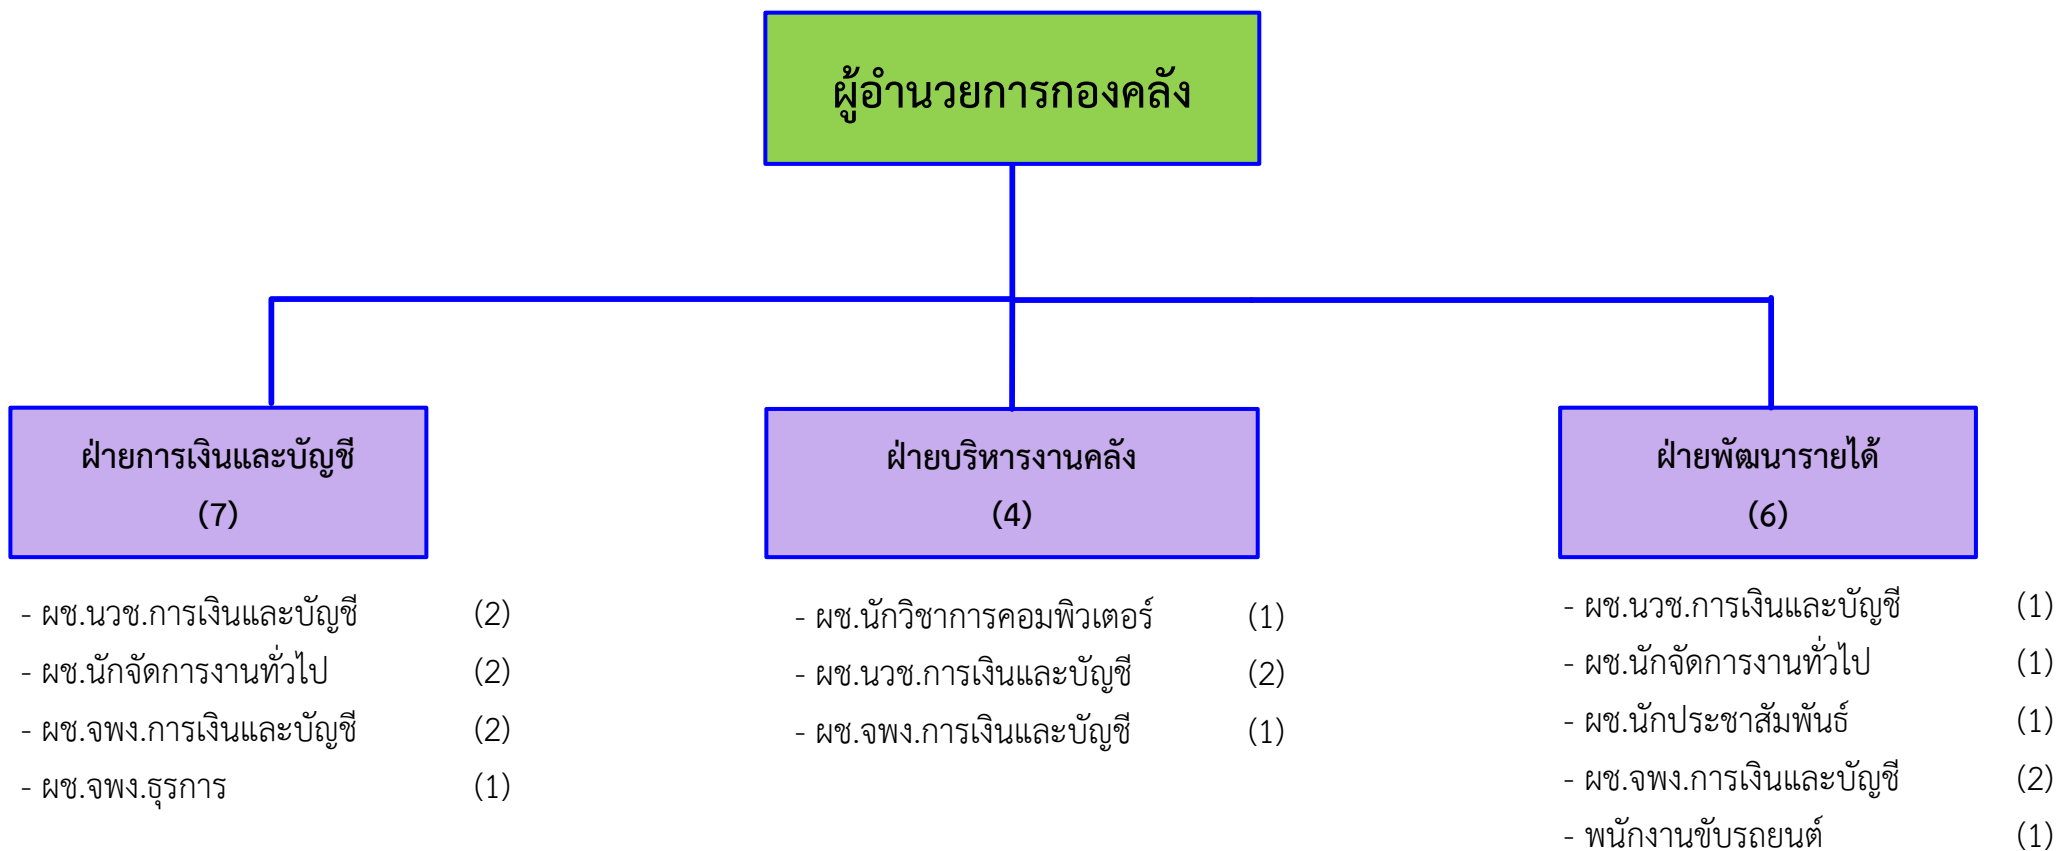 ผู้อำนวยการกองคลัง
ฝ่ายการเงินและบัญชี
(7)
- ผช.นวช.การเงินและบัญชี (2)
- ผช.นักจัดการงานทั่วไป (2)
- ผช.จพง.การเงินและบัญชี (2)
- ผช.จพง.ธุรการ (1)
ฝ่ายบริหารงานคลัง
(4)
- ผช.นักวิชาการคอมพิวเตอร์ (1)
- ผช.นวช.การเงินและบัญชี (2)
- ผช.จพง.การเงินและบัญชี (1)
ฝ่ายพัฒนารายได้
(6)
- ผช.นวช.การเงินและบัญชี (1)
- ผช.นักจัดการงานทั่วไป (1)
- ผช.นักประชาสัมพันธ์ (1)
- ผช.จพง.การเงินและบัญชี (2)
- พนักงานขับรถยนต์ (1)